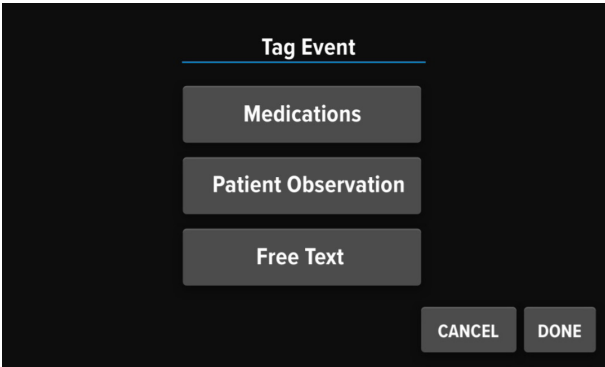 Tag Event
Medications
Patient Observation
Free Text
CANCEL DONE